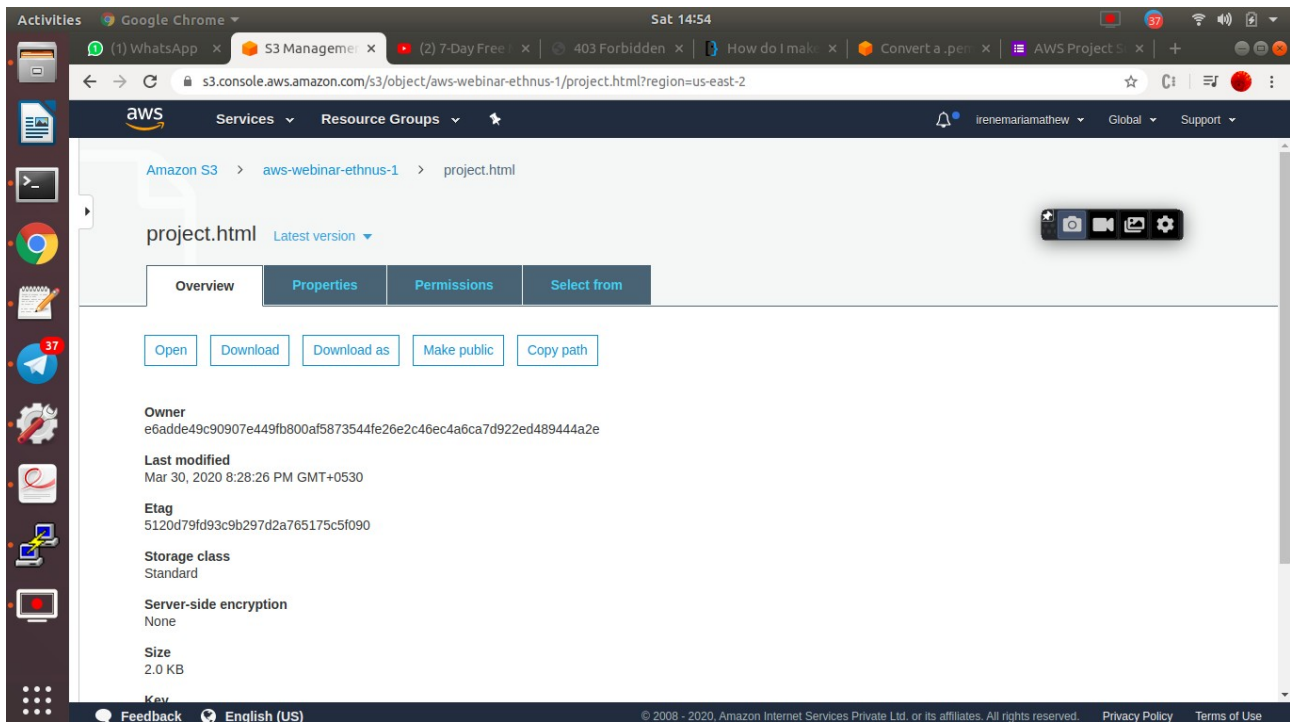 Activities Google Chrome Sat 14:54 37
(1) WhatsApp S3 Managemen (2) 7-Day Free 403 Forbidden How do I make Convert a .pem AWS Project S
s3.console.aws.amazon.com/s3/object/aws-webinar-ethnus-1/project.html?region=us-east-2
aws Services Resource Groups irenemariamathew Global Support
Amazon S3 > aws-webinar-ethnus-1 > project.html
project.html Latest version
Overview Properties Permissions Select from
Open Download Download as Make public Copy path
37
Owner
e6adde49c90907e449fb800af5873544fe26e2c46ec4a6ca7d922ed489444a2e
Last modified
Mar 30, 2020 8:28:26 PM GMT+0530
Etag
5120d79fd93c9b297d2a765175c5f090
Storage class
Standard
Server-side encryption
None
Size
2.0 KB
Key
Feedback English (US) © 2008 - 2020, Amazon Internet Services Private Ltd. or its affiliates. All rights reserved. Privacy Policy Terms of Use